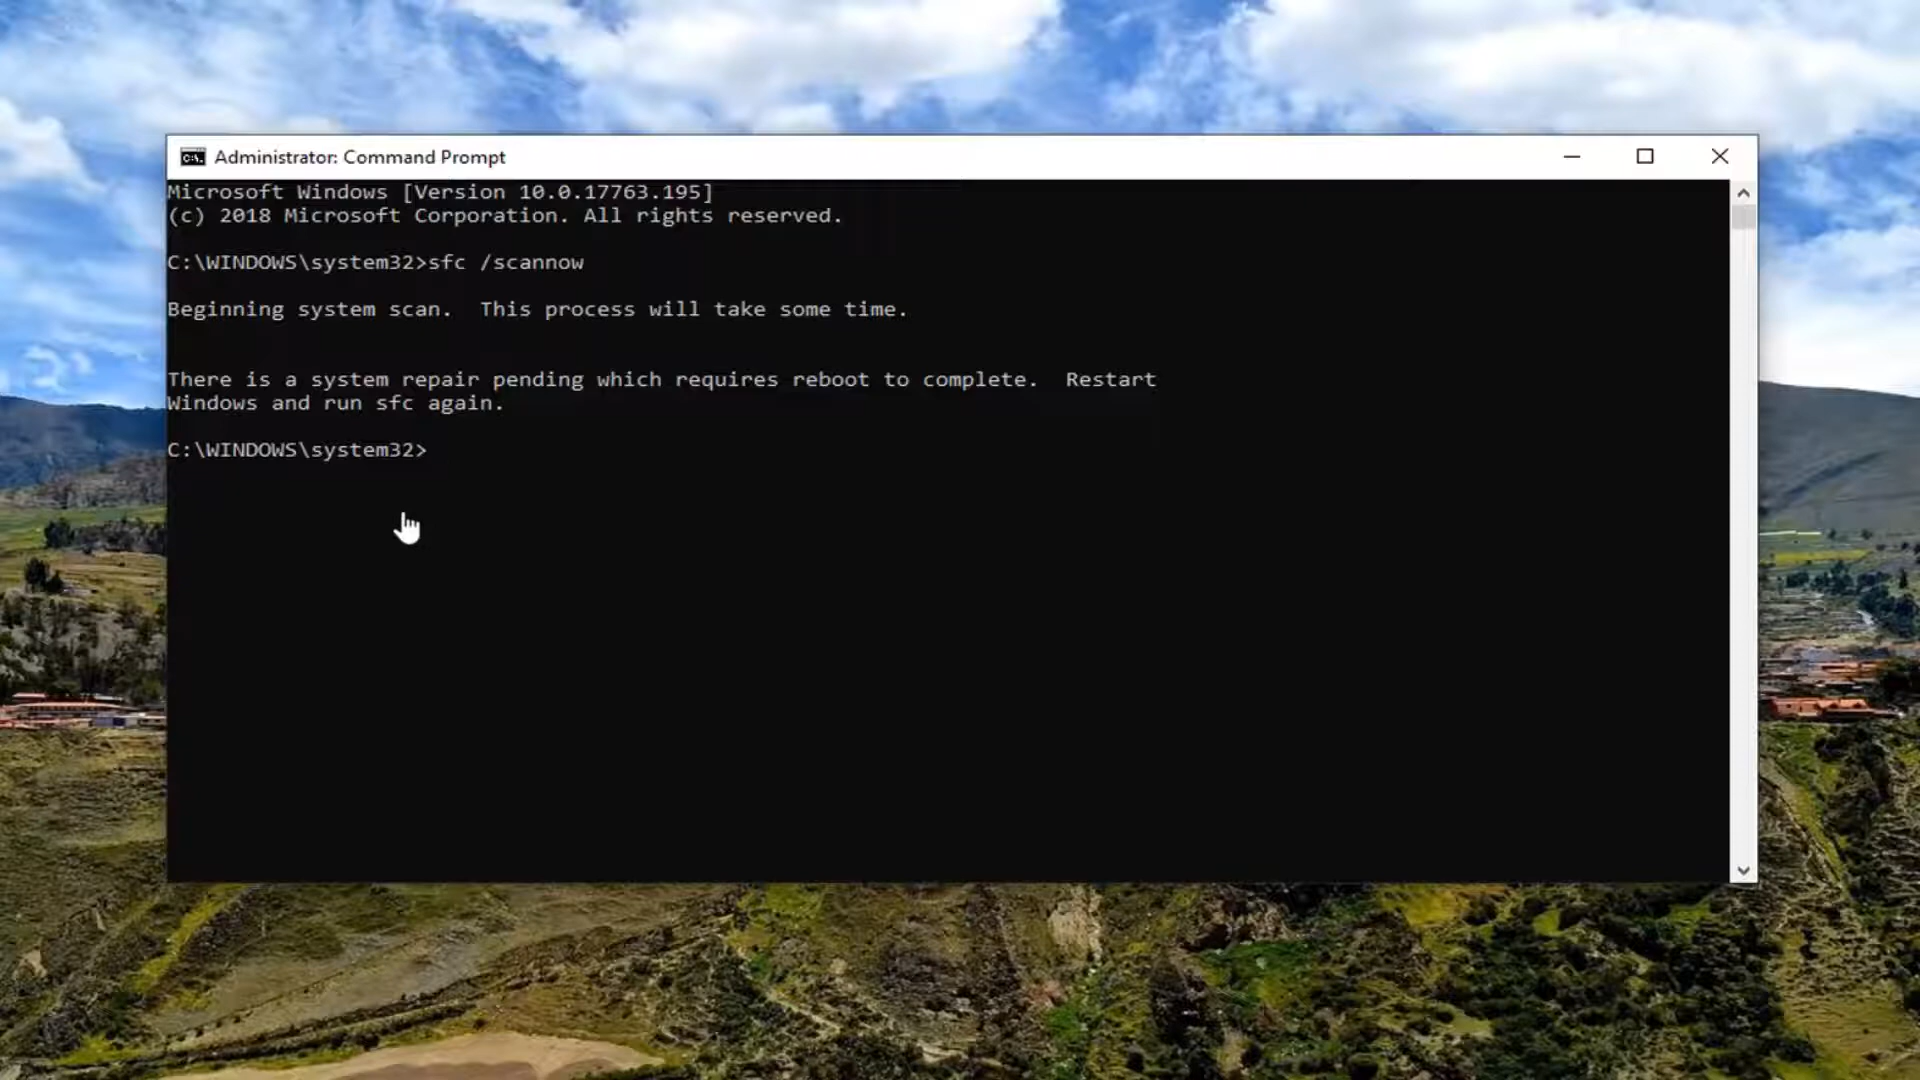 Administrator: Command Prompt
Microsoft Windows [Version 10.0.17763.195]
(c) 2018 Microsoft Corporation. All rights reserved.
C:\WINDOWS\system32>sfc /scannow
Beginning system scan.  This process will take some time.
There is a system repair pending which requires reboot to complete.  Restart
Windows and run sfc again.
C:\WINDOWS\system32>